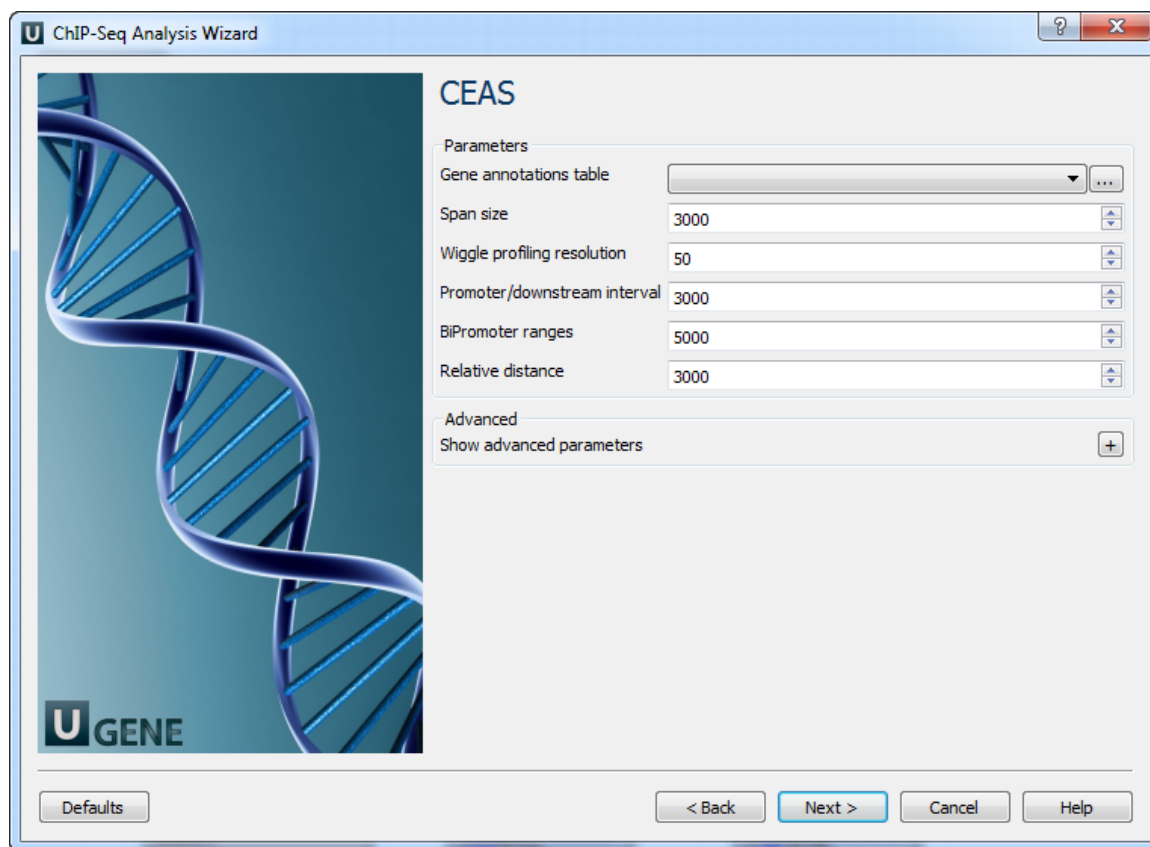 U ChIP-Seq Analysis Wizard ? X
CEAS
Parameters
Gene annotations table ...
Span size 3000
Wiggle profiling resolution 50
Promoter/downstream interval 3000
BiPromoter ranges 5000
Relative distance 3000
Advanced
Show advanced parameters +
U GENE
Defaults < Back Next > Cancel Help